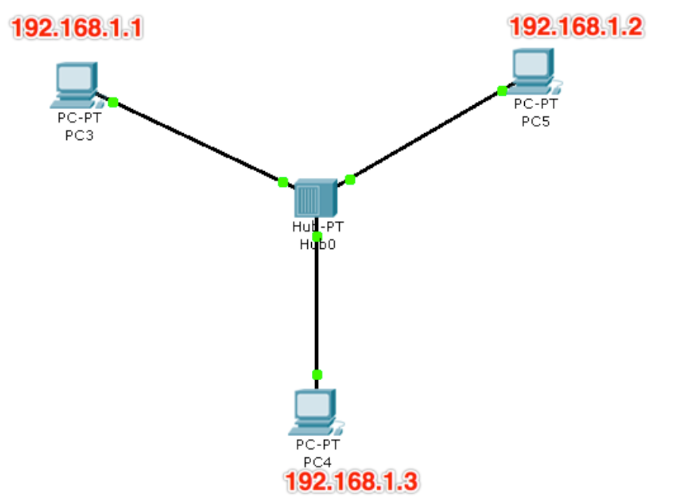 192.168.1.1
192.168.1.2
PC-PT
PC3
PC-PT
PC5
Hub-PT
Hub0
PC-PT
PC4
192.168.1.3